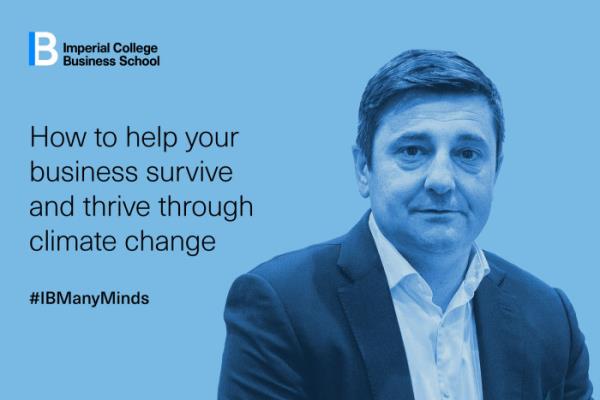 Imperial College
Business School
How to help your
business survive
and thrive through
climate change
#IBManyMinds